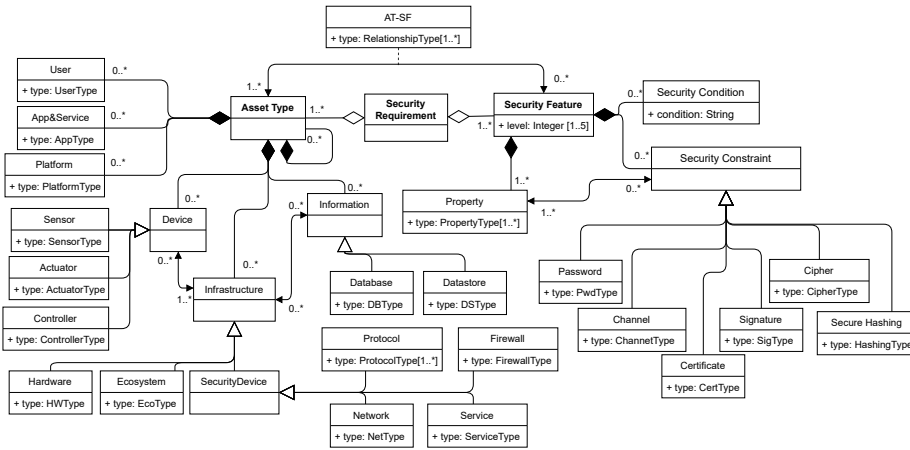 AT-SF
+ type: RelationshipType[1..*]
1..*
0..*
User
+ type: UserType
0..*
App&Service
+ type: AppType
0..*
Platform
+ type: PlatformType
0..*
Asset Type
0..*
1..*
Security
Requirement
1..*
Security Feature
+ level: Integer [1..5]
0..*
Security Condition
+ condition: String
0..*
Security Constraint
1..*
Property
+ type: PropertyType[1..*]
1..*
0..*
Sensor
+ type: SensorType
Actuator
+ type: ActuatorType
Controller
+ type: ControllerType
0..*
Device
0..*
1..*
0..*
Infrastructure
0..*
0..*
0..*
Information
Database
+ type: DBType
Datastore
+ type: DSType
Password
+ type: PwdType
Cipher
+ type: CipherType
Channel
+ type: ChannetType
Signature
+ type: SigType
Secure Hashing
+ type: HashingType
Certificate
+ type: CertType
Hardware
+ type: HWType
Ecosystem
+ type: EcoType
SecurityDevice
Protocol
+ type: ProtocolType[1..*]
Firewall
+ type: FirewallType
Network
+ type: NetType
Service
+ type: ServiceType